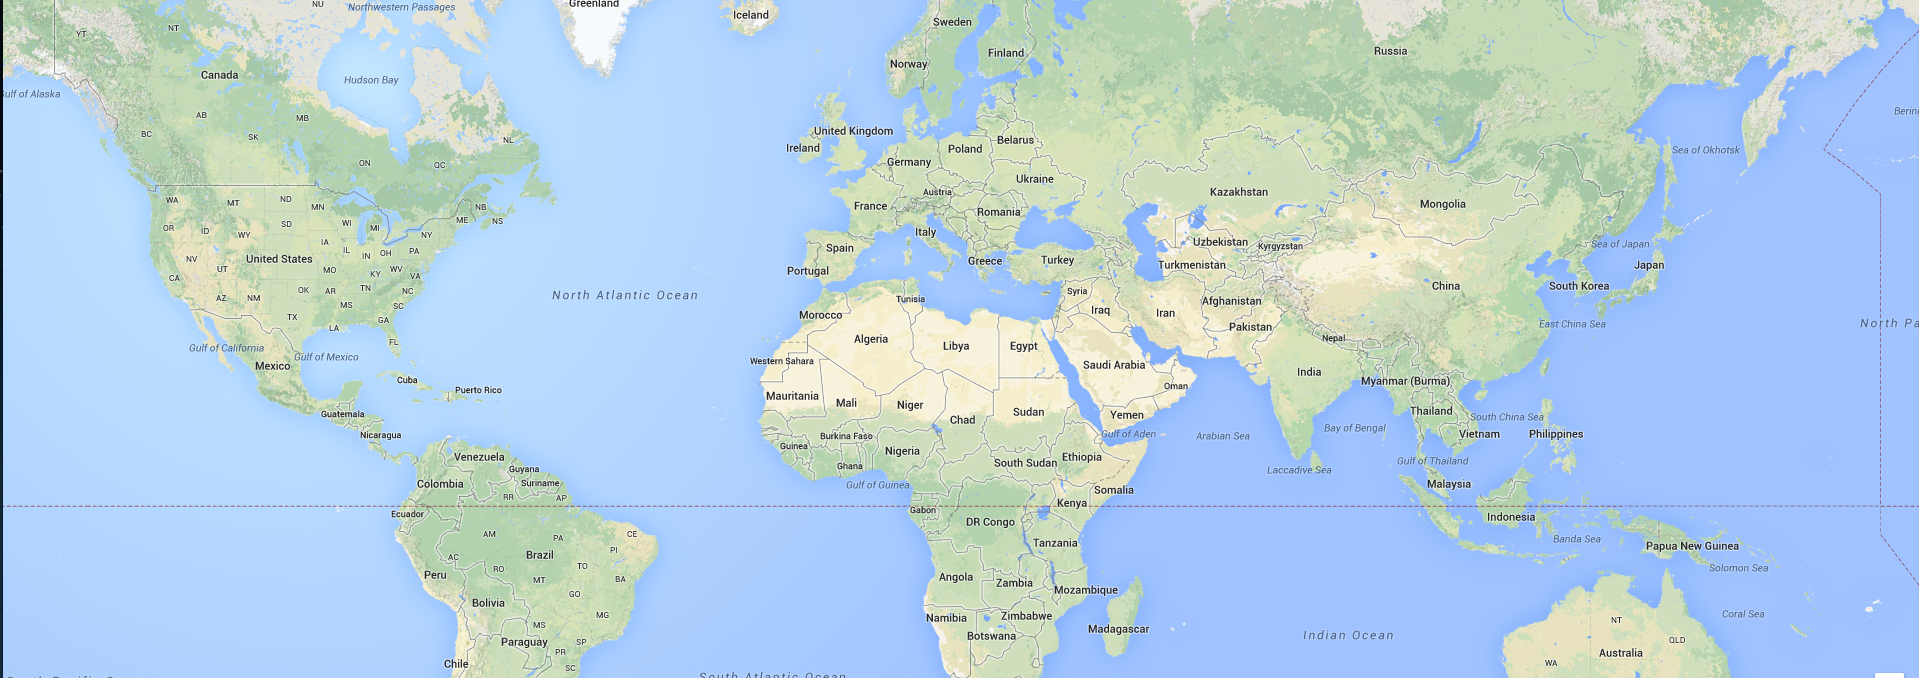 NU
Northwestern Passages
Greenland
Iceland
Sweden
YT
NT
Russia
Finland
Norway
Canada
Hudson Bay
Gulf of Alaska
AB
MB
BC
SK
NL
United Kingdom
Belarus
Ireland
Poland
Sea of Okhotsk
Bering
ON
QC
Germany
Ukraine
Austria
Kazakhstan
WA
MT
ND
MN
France
Romania
Mongolia
NB
SD
ME
NS
OR
ID
WY
WI
MI
NY
Italy
Uzbekistan
Kyrgyzstan
Sea of Japan
IA
IL
IN
OH
PA
Spain
NV
United States
Greece
Turkey
Turkmenistan
Japan
UT
MO
KY
WV
VA
Portugal
CA
China
South Korea
AZ
NM
OK
AR
TN
NC
North Atlantic Ocean
Tunisia
Syria
Afghanistan
MS
SC
Iraq
Iran
TX
LA
GA
Morocco
Pakistan
East China Sea
North Pa
FL
Algeria
Libya
Egypt
Nepal
Gulf of California
Gulf of Mexico
Western Sahara
Saudi Arabia
Mexico
India
Cuba
Puerto Rico
Oman
Myanmar (Burma)
Mauritania
Mali
Niger
Guatemala
Chad
Sudan
Yemen
Thailand
South China Sea
Nicaragua
Burkina Faso
Gulf of Aden
Arabian Sea
Bay of Bengal
Vietnam
Philippines
Guinea
Nigeria
Venezuela
Ethiopia
Guyana
Ghana
South Sudan
Laccadive Sea
Gulf of Thailand
Colombia
Suriname
Gulf of Guinea
Somalia
Malaysia
RR
AP
Kenya
Ecuador
Gabon
DR Congo
Indonesia
AM
PA
CE
Tanzania
Banda Sea
Papua New Guinea
AC
Brazil
PI
Peru
RO
TO
Solomon Sea
MT
BA
Angola
Zambia
Mozambique
GO
Bolivia
MG
Namibia
Zimbabwe
Coral Sea
MS
Madagascar
NT
Paraguay
SP
Botswana
Indian Ocean
QLD
PR
Australia
Chile
SC
WA
South Atlantic Ocean